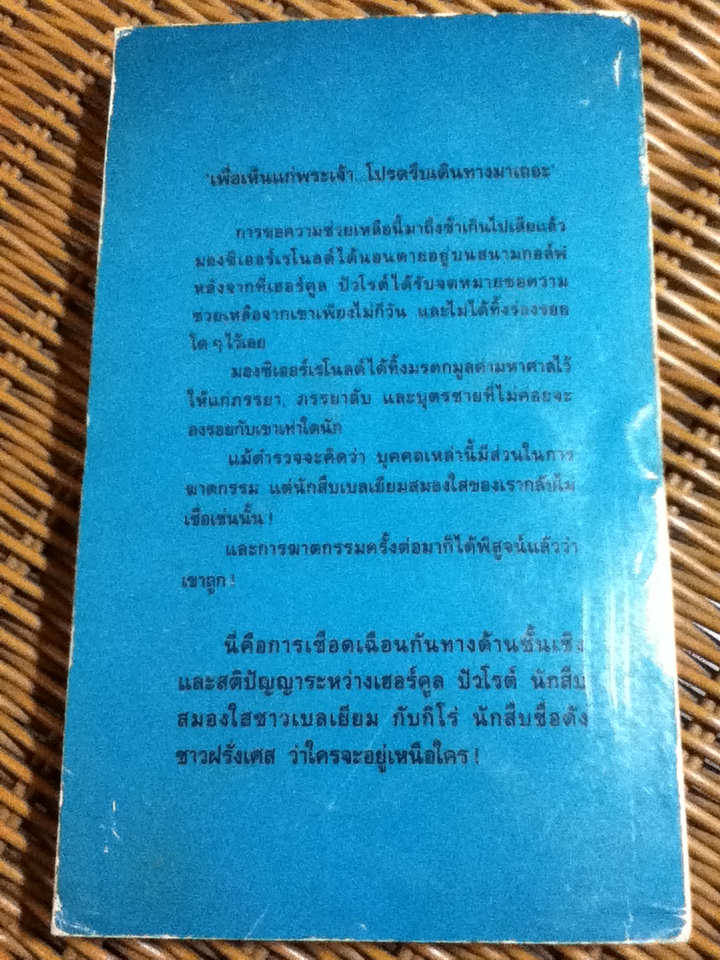 'เพื่อเห็นแก่พระเจ้า...โปรดรีบเดินทางมาเถอะ'
การขอความช่วยเหลือนี้มาถึงช้าเกินไปเสียแล้ว
มองซิเออร์เรโนลด์ได้นอนตายอยู่บนสนามกอล์ฟ
หลังจากที่เฮอร์คูล ปัวโรต์ได้รับจดหมายขอความ
ช่วยเหลือจากเขาเพียงไม่กี่วัน และไม่ได้ทิ้งร่องรอย
ใด ๆ ไว้เลย
มองซิเออร์เรโนลด์ได้ทิ้งมรดกมูลค่ามหาศาลไว้
ให้แก่ภรรยา, ภรรยาลับ และบุตรชายที่ไม่ค่อยจะ
ลงรอยกับเขาเท่าใดนัก
แม้ตำรวจจะคิดว่า บุคคลเหล่านี้มีส่วนในการ
ฆาตกรรม แต่นักสืบเบลเยียมสมองใสของเรากลับไม่
เชื่อเช่นนั้น!
และการฆาตกรรมครั้งต่อมาก็ได้พิสูจน์แล้วว่า
เขาถูก!
นี่คือการเชือดเฉือนกันทางด้านชั้นเชิง
และสติปัญญาระหว่างเฮอร์คูล ปัวโรต์ นักสืบ
สมองใสชาวเบลเยียม กับกีโร่ นักสืบชื่อดัง
ชาวฝรั่งเศส ว่าใครจะอยู่เหนือใคร!